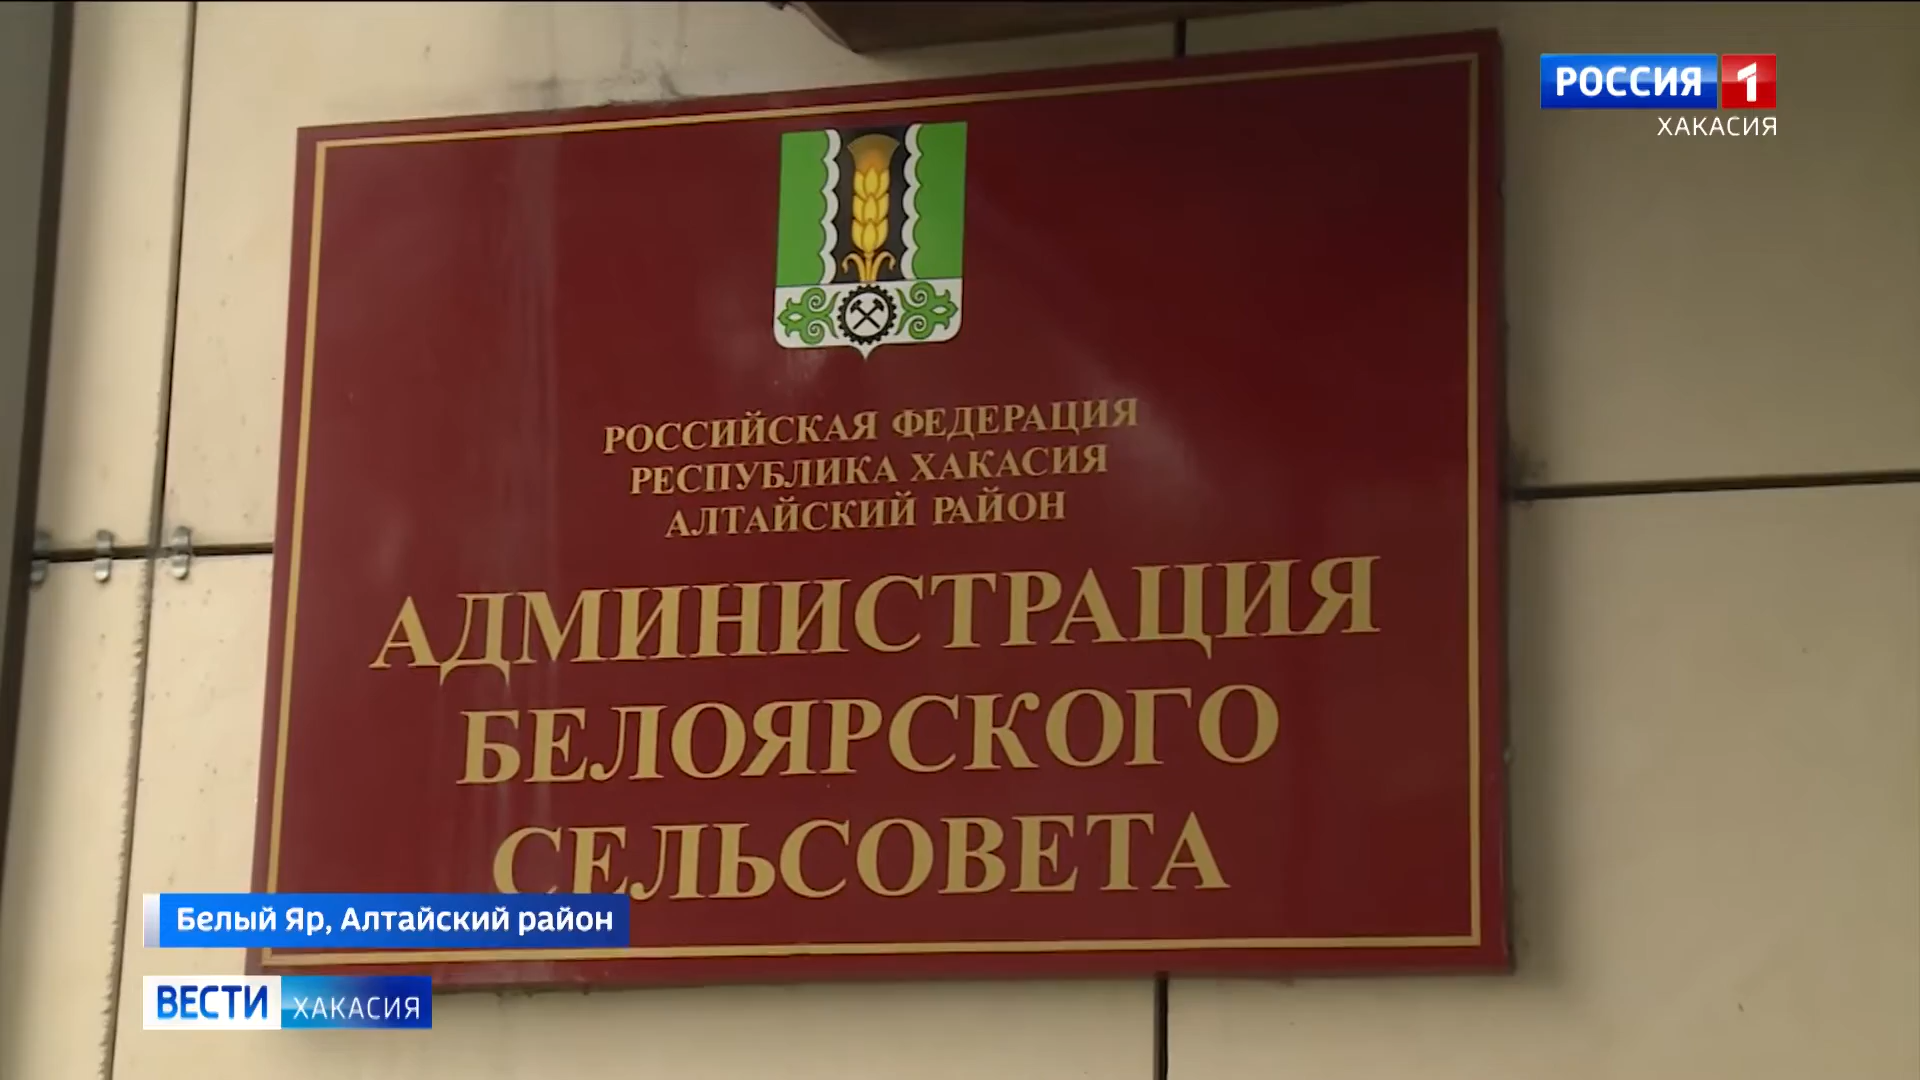 РОССИЯ 1
ХАКАСИЯ
РОССИЙСКАЯ ФЕДЕРАЦИЯ
РЕСПУБЛИКА ХАКАСИЯ
АЛТАЙСКИЙ РАЙОН
АДМИНИСТРАЦИЯ
БЕЛОЯРСКОГО
СЕЛЬСОВЕТА
Белый Яр, Алтайский район
ВЕСТИ ХАКАСИЯ